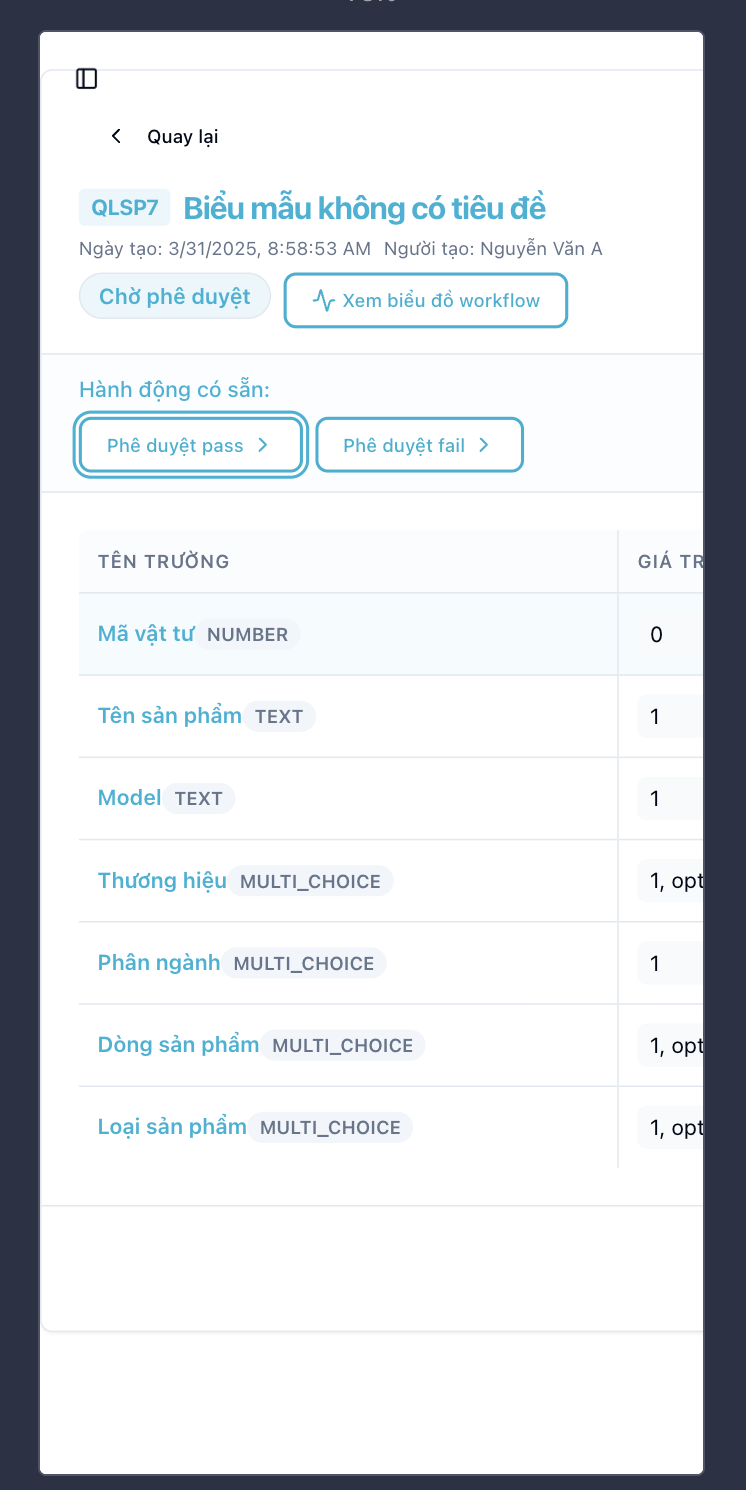 Quay lại
QLSP7 Biểu mẫu không có tiêu đề
Ngày tạo: 3/31/2025, 8:58:53 AM Người tạo: Nguyễn Văn A
Chờ phê duyệt Xem biểu đồ workflow
Hành động có sẵn:
Phê duyệt pass Phê duyệt fail
TÊN TRƯỜNG GIÁ TR
Mã vật tư NUMBER 0
Tên sản phẩm TEXT 1
Model TEXT 1
Thương hiệu MULTI_CHOICE 1, opt
Phân ngành MULTI_CHOICE 1
Dòng sản phẩm MULTI_CHOICE 1, opt
Loại sản phẩm MULTI_CHOICE 1, opt